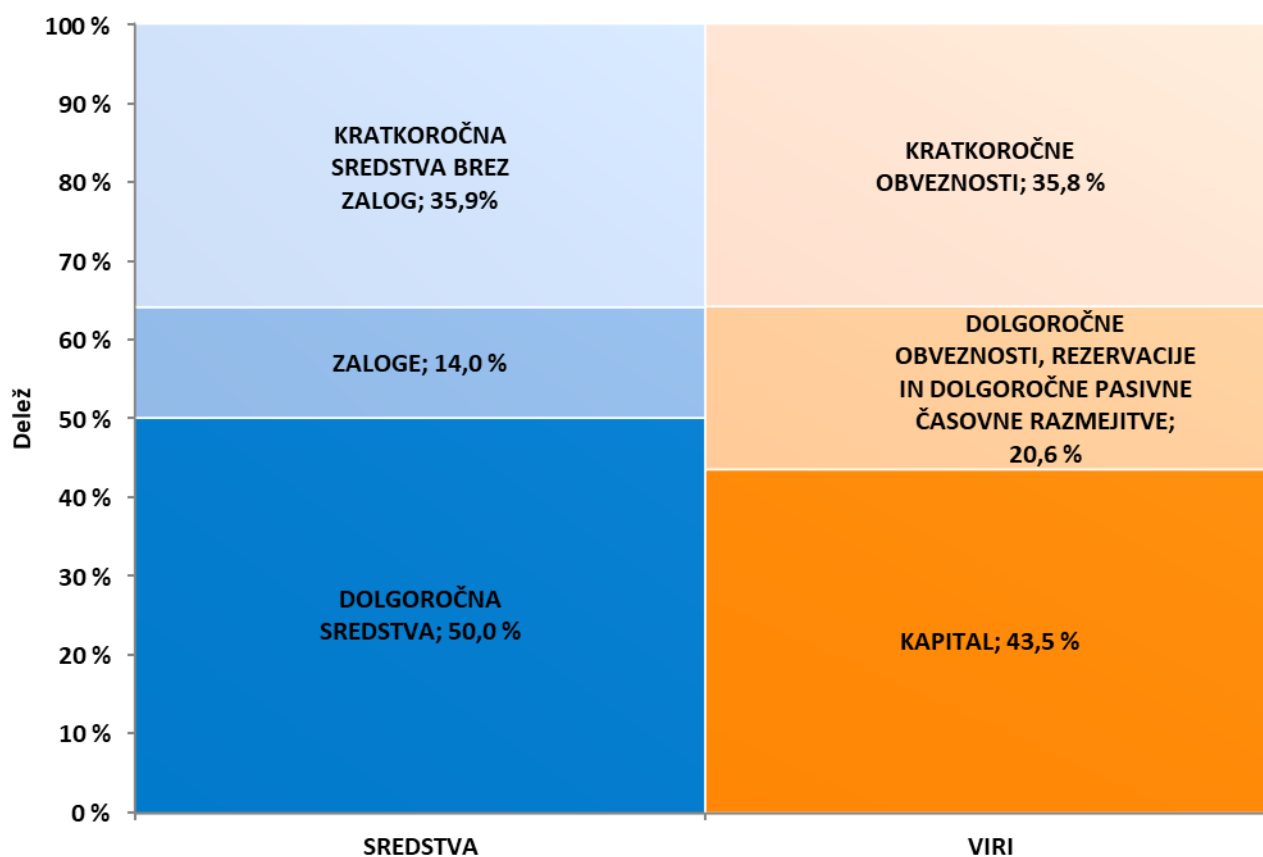 100 %
90 %
80 %
70 %
60 %
50 %
40 %
30 %
20 %
10 %
0 %
Delež
KRATKOROČNA
SREDSTVA BREZ
ZALOG; 35,9%
ZALOGE; 14,0 %
DOLGOROČNA
SREDSTVA; 50,0 %
KRATKOROČNE
OBVEZNOSTI; 35,8 %
DOLGOROČNE
OBVEZNOSTI, REZERVACIJE
IN DOLGOROČNE PASIVNE
ČASOVNE RAZMEJITVE;
20,6 %
KAPITAL; 43,5 %
SREDSTVA
VIRI